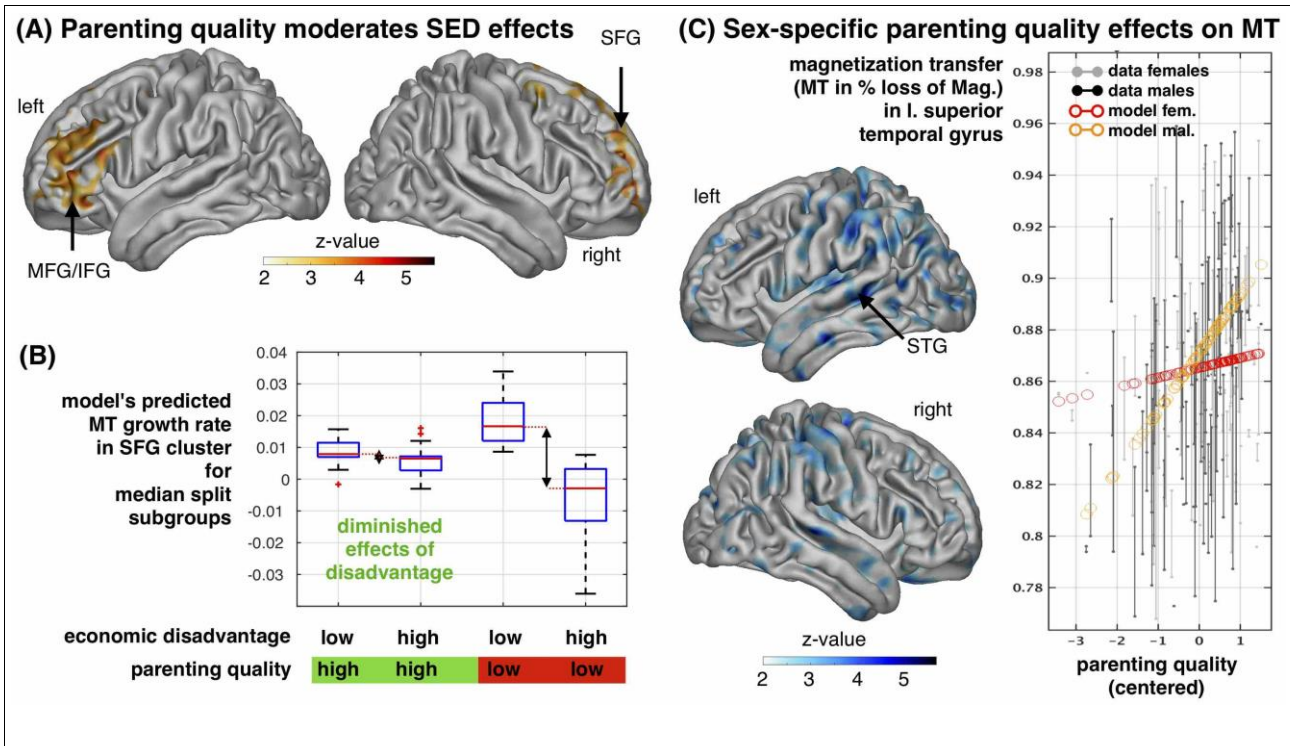 (A) Parenting quality moderates SED effects
SFG
left
MFG/IFG
z-value
2 3 4 5
right
(B)
model's predicted
MT growth rate
in SFG cluster
for
median split
subgroups
0.04
0.03
0.02
0.01
0
-0.01
-0.02
-0.03
diminished
effects of
disadvantage
economic disadvantage low high low high
parenting quality high high low low
(C) Sex-specific parenting quality effects on MT
magnetization transfer
(MT in % loss of Mag.)
in l. superior
temporal gyrus
left
STG
right
z-value
2 3 4 5
data females
data males
model fem.
model mal.
0.98
0.96
0.94
0.92
0.9
0.88
0.86
0.84
0.82
0.8
0.78
-3 -2 -1 0 1
parenting quality
(centered)